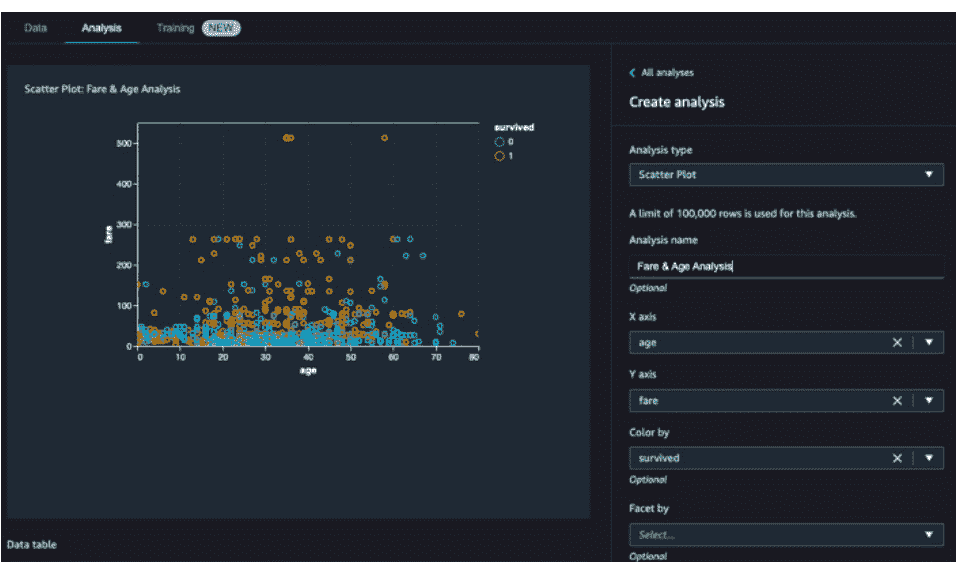 Data Analysis Training NEW
Scatter Plot: Fare & Age Analysis
survived
0
1
500
400
300
200
100
0
fare
0 10 20 30 40 50 60 70 80
age
Data table
All analyses
Create analysis
Analysis type
Scatter Plot
A limit of 100,000 rows is used for this analysis.
Analysis name
Fare & Age Analysis
Optional
X axis
age
Y axis
fare
Color by
survived
Optional
Facet by
Select...
Optional